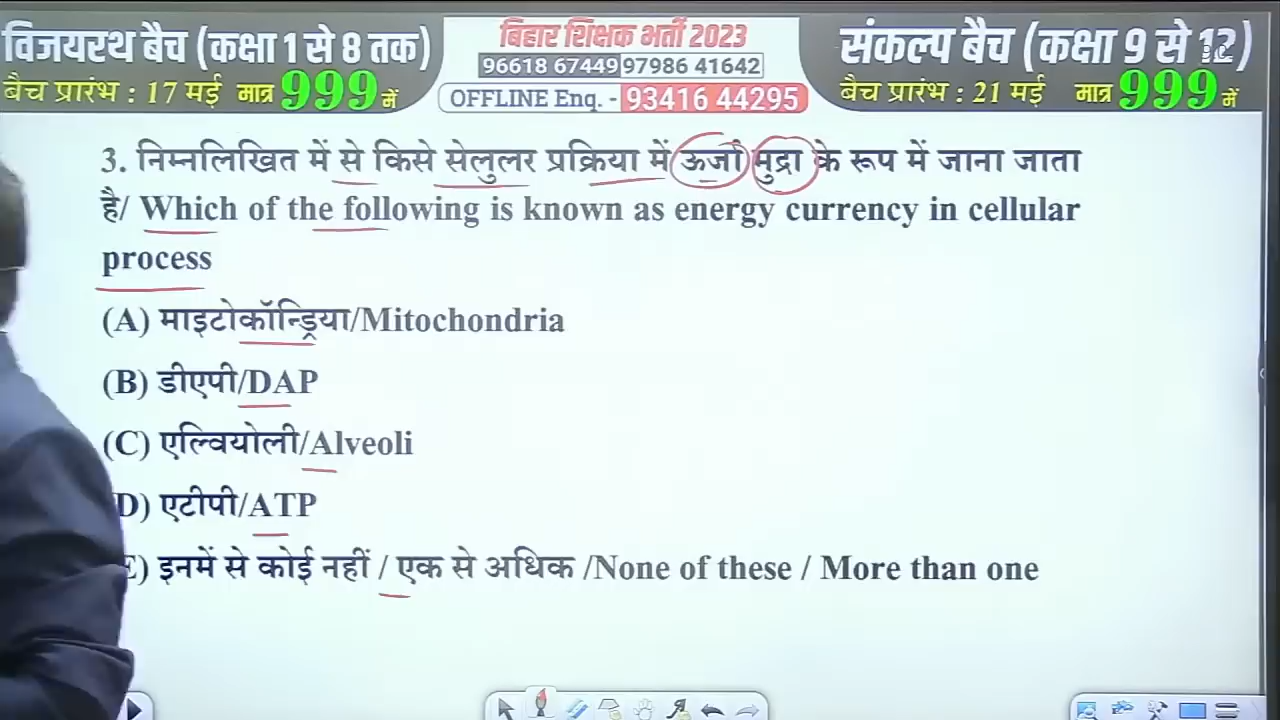 विजयरथ बैच (कक्षा 1 से 8 तक)
बैच प्रारंभ : 17 मई मात्र 999 में
बिहार शिक्षक भर्ती 2023
96618 67449 97986 41642
OFFLINE Enq. - 93416 44295
संकल्प बैच (कक्षा 9 से 12)
बैच प्रारंभ : 21 मई मात्र 999 में
3. निम्नलिखित में से किसे सेलुलर प्रक्रिया में ऊर्जा मुद्रा के रूप में जाना जाता
है/ Which of the following is known as energy currency in cellular
process
(A) माइटोकॉन्ड्रिया/Mitochondria
(B) डीएपी/DAP
(C) एल्वियोली/Alveoli
D) एटीपी/ATP
E) इनमें से कोई नहीं / एक से अधिक /None of these / More than one